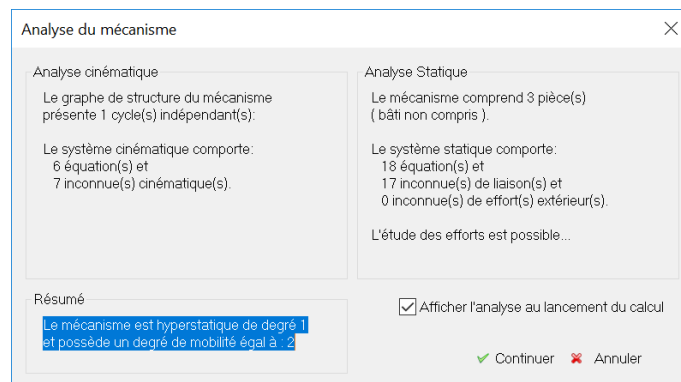 Analyse du mécanisme
Analyse cinématique
Le graphe de structure du mécanisme
présente 1 cycle(s) indépendant(s):
Le système cinématique comporte:
6 équation(s) et
7 inconnue(s) cinématique(s).
Analyse Statique
Le mécanisme comprend 3 pièce(s)
( bâti non compris ).
Le système statique comporte:
18 équation(s) et
17 inconnue(s) de liaison(s) et
0 inconnue(s) de effort(s) extérieur(s).
L'étude des efforts est possible...
Résumé
Le mécanisme est hyperstatique de degré 1
et possède un degré de mobilité égal à : 2
Afficher l'analyse au lancement du calcul
Continuer Annuler